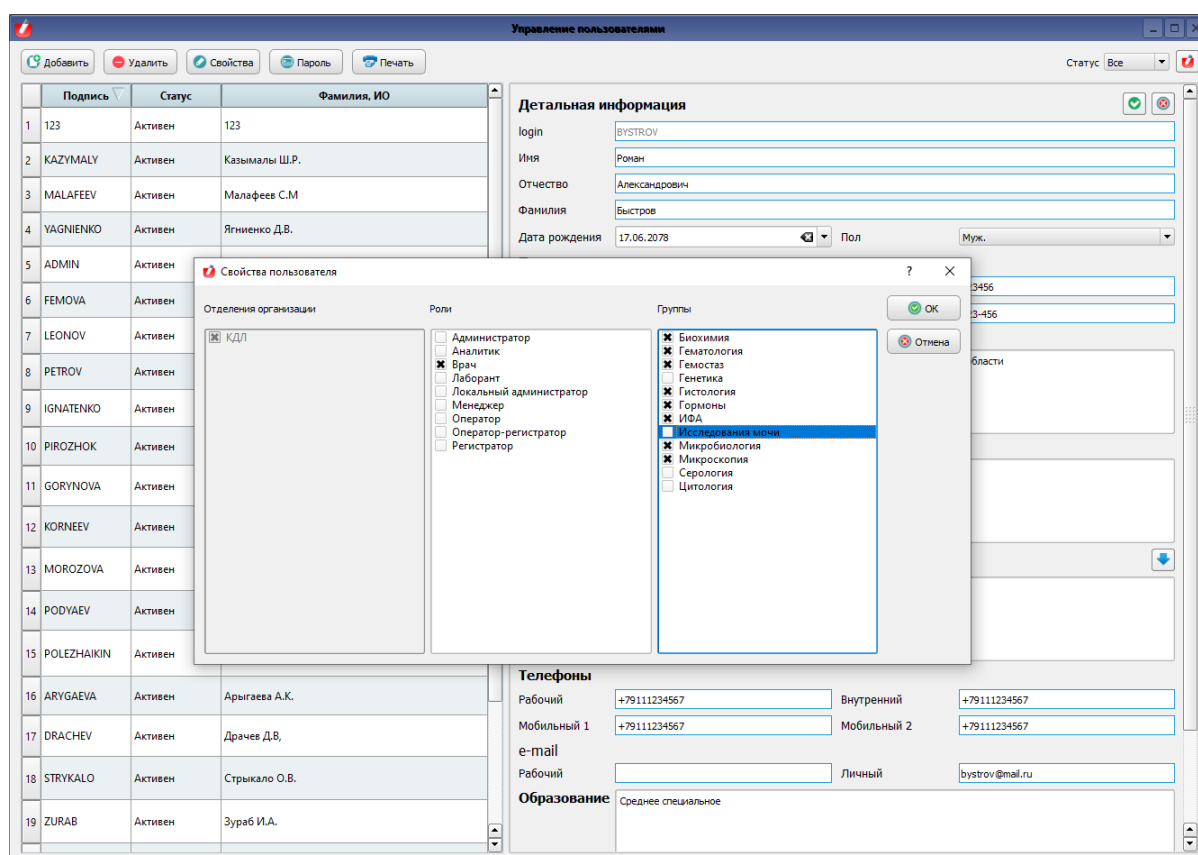 Управление пользователями
Добавить Удалить Свойства Пароль Печать Статус Все
Подпись Статус Фамилия, ИО
1 123 Активен 123
2 KAZYMALY Активен Казымалы Ш.Р.
3 MALAFEEV Активен Малафеев С.М
4 YAGNIENKO Активен Ягниенко Д.В.
5 ADMIN Активен
6 FEMOVA Активен
7 LEONOV Активен
8 PETROV Активен
9 IGNATENKO Активен
10 PIROZHOK Активен
11 GORYNOVA Активен
12 KORNEEV Активен
13 MOROZOVA Активен
14 PODYAEV Активен
15 POLEZHAIKIN Активен
16 ARYGAEVA Активен Арыгаева А.К.
17 DRACHEV Активен Драчев Д.В,
18 STRYKALO Активен Стрыкало О.В.
19 ZURAB Активен Зураб И.А.
Детальная информация
login BYSTROV
Имя Роман
Отчество Александрович
Фамилия Быстров
Дата рождения 17.06.2078 Пол Муж.
23456
23-456
бласти
Свойства пользователя ?
Отделения организации Роли Группы
OK
Отмена
КДЛ
Администратор
Аналитик
Врач
Лаборант
Локальный администратор
Менеджер
Оператор
Оператор-регистратор
Регистратор
Биохимия
Гематология
Гемостаз
Генетика
Гистология
Гормоны
ИФА
Исследования мочи
Микробиология
Микроскопия
Серология
Цитология
Телефоны
Рабочий +79111234567 Внутренний +79111234567
Мобильный 1 +79111234567 Мобильный 2 +79111234567
e-mail
Рабочий Личный bystrov@mail.ru
Образование Среднее специальное